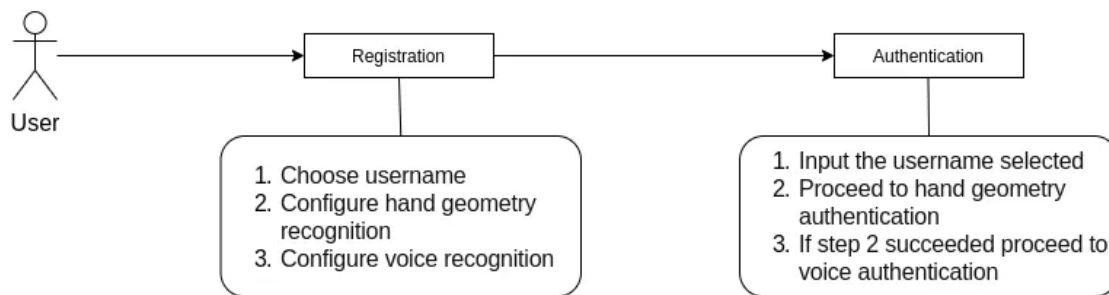 User
Registration
Authentication
1. Choose username
2. Configure hand geometry
recognition
3. Configure voice recognition
1. Input the username selected
2. Proceed to hand geometry
authentication
3. If step 2 succeeded proceed to
voice authentication